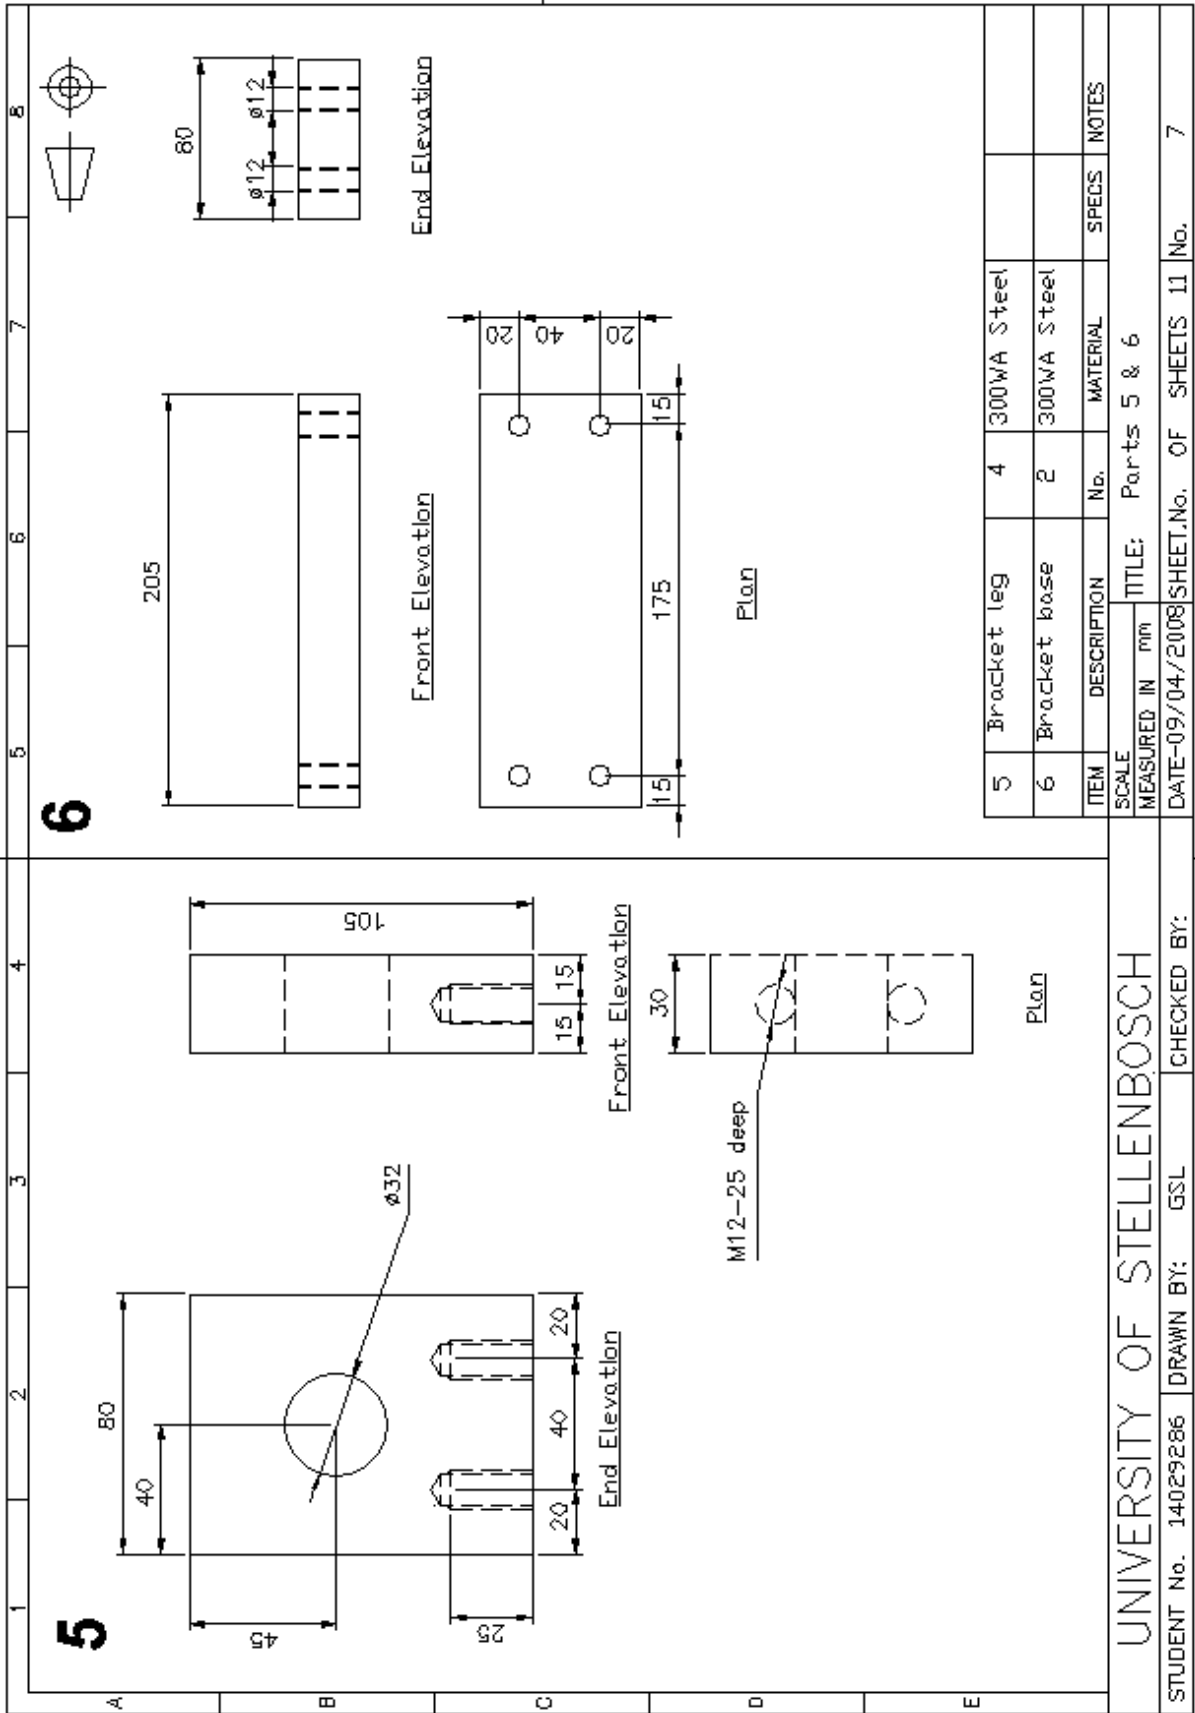 1 2 3 4 5 6 7 8
A
B
C
D
E
5
80
40
45
ø32
25
20 40 20
End Elevation
105
15 15
Front Elevation
30
M12-25 deep
Plan
6
205
Front Elevation
80
ø12 ø12
End Elevation
20
40
20
15 175 15
Plan
5 Bracket leg 4 300WA Steel
6 Bracket base 2 300WA Steel
ITEM DESCRIPTION No. MATERIAL SPECS NOTES
UNIVERSITY OF STELLENBOSCH
SCALE
MEASURED IN mm
TITLE: Parts 5 & 6
STUDENT No. 14029286 DRAWN BY: GSL CHECKED BY: DATE-09/04/2008 SHEET.No. OF SHEETS 11 No. 7